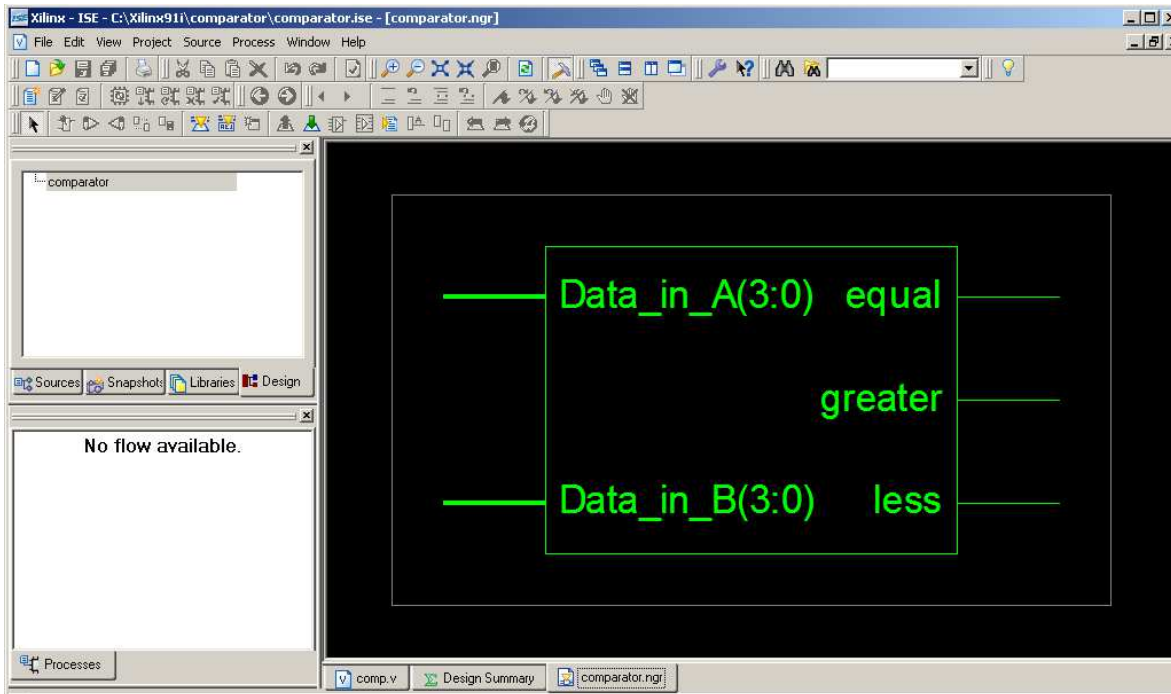 Xilinx - ISE - C:\Xilinx91i\comparator\comparator.ise - [comparator.ngr]
File Edit View Project Source Process Window Help
comparator
Sources Snapshots Libraries Design
No flow available.
Processes
Data_in_A(3:0) equal
greater
Data_in_B(3:0) less
comp.v Design Summary comparator.ngr